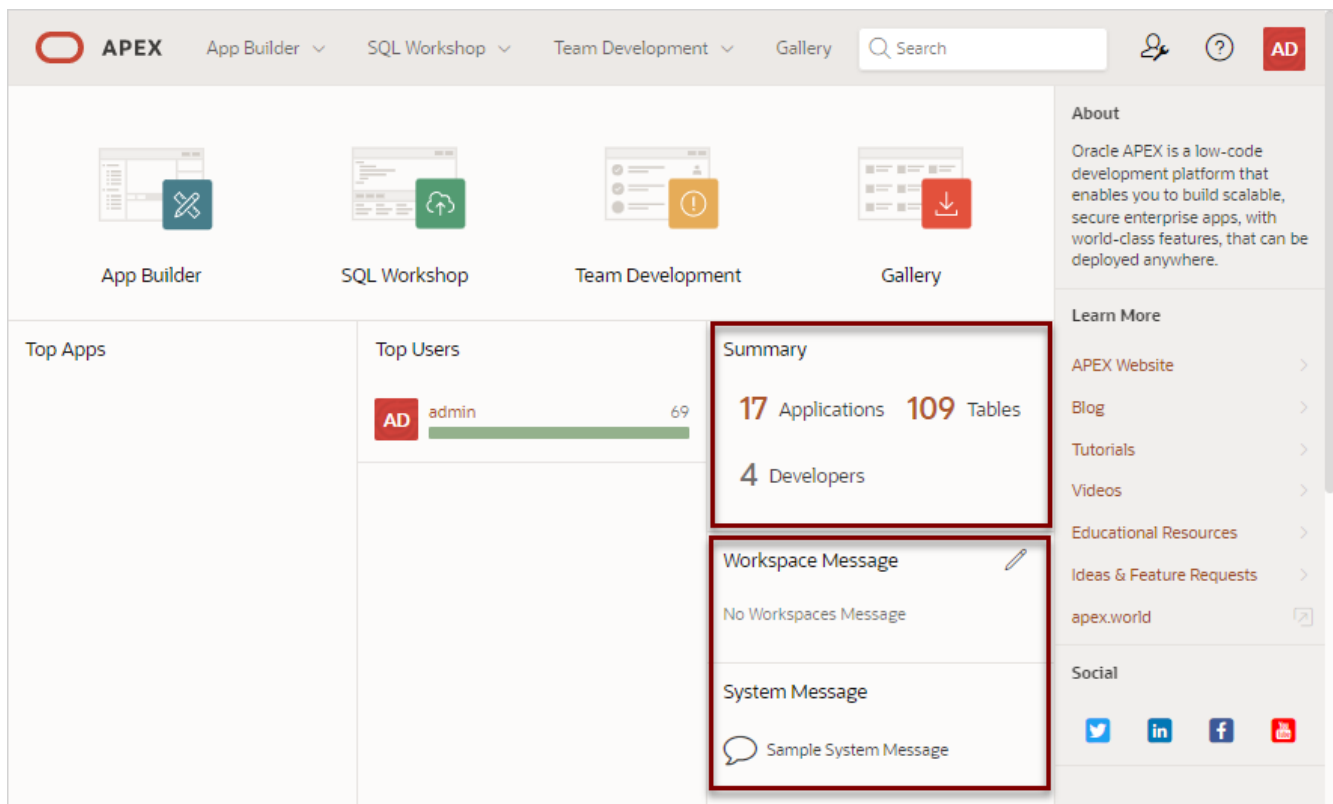 APEX App Builder SQL Workshop Team Development Gallery Search AD
App Builder SQL Workshop Team Development Gallery
Top Apps
Top Users
AD admin 69
Summary
17 Applications 109 Tables
4 Developers
Workspace Message
No Workspaces Message
System Message
Sample System Message
About
Oracle APEX is a low-code
development platform that
enables you to build scalable,
secure enterprise apps, with
world-class features, that can be
deployed anywhere.
Learn More
APEX Website
Blog
Tutorials
Videos
Educational Resources
Ideas & Feature Requests
apex.world
Social